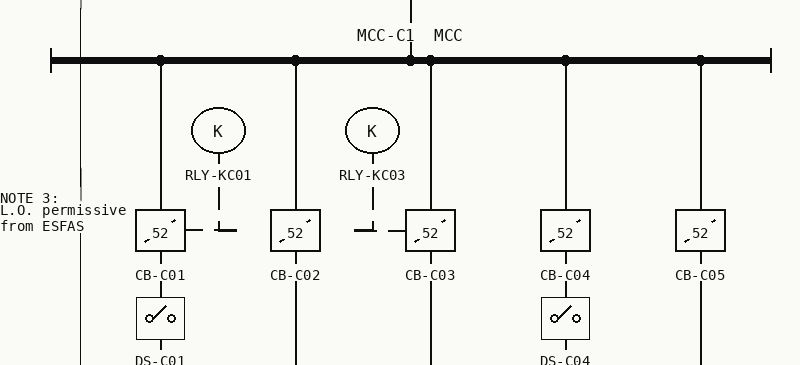 MCC-C1 MCC
K K
RLY-KC01 RLY-KC03
NOTE 3:
L.O. permissive
from ESFAS
52 52 52 52 52
CB-C01 CB-C02 CB-C03 CB-C04 CB-C05
DS-C01 DS-C04